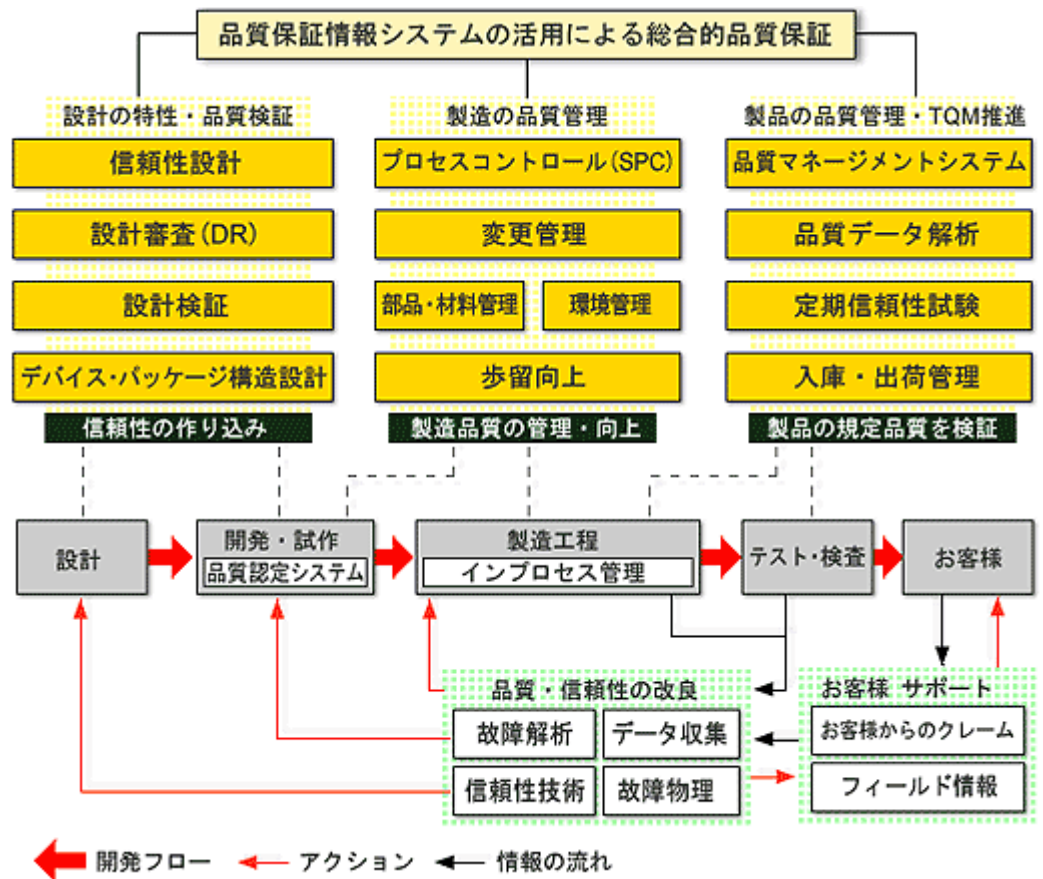 品質保証情報システムの活用による総合的品質保証
設計の特性・品質検証
信頼性設計
設計審査(DR)
設計検証
デバイス・パッケージ構造設計
信頼性の作り込み
製造の品質管理
プロセスコントロール(SPC)
変更管理
部品・材料管理
環境管理
歩留向上
製造品質の管理・向上
製品の品質管理・TQM推進
品質マネージメントシステム
品質データ解析
定期信頼性試験
入庫・出荷管理
製品の規定品質を検証
設計
開発・試作
品質認定システム
製造工程
インプロセス管理
テスト・検査
お客様
品質・信頼性の改良
故障解析
データ収集
信頼性技術
故障物理
お客様 サポート
お客様からのクレーム
フィールド情報
開発フロー
アクション
情報の流れ